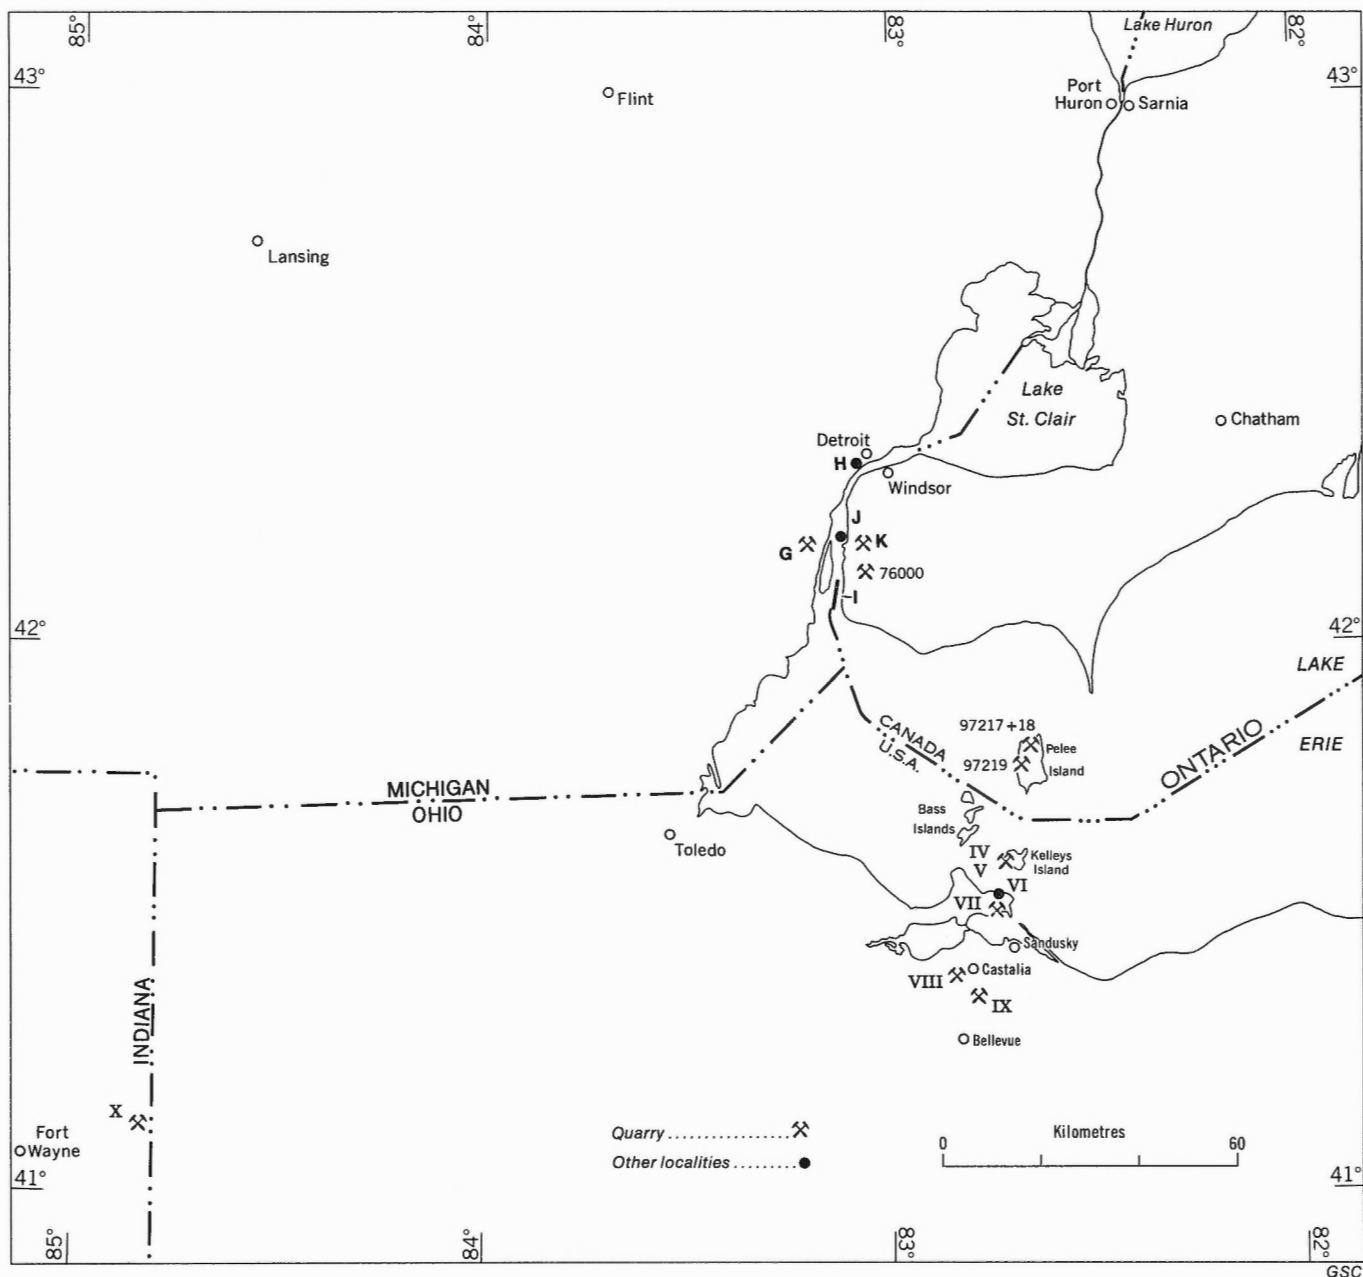 85°
84°
83°
82°
Lake Huron
43°
43°
Flint
Port
Huron
Sarnia
Lansing
Lake
St. Clair
Chatham
Detroit
H
Windsor
J
G
K
76000
I
42°
42°
LAKE
ERIE
CANADA
U.S.A.
ONTARIO
97217+18
97219
Pelee
Island
MICHIGAN
OHIO
Bass
Islands
Toledo
IV
V
Kelleys
Island
VI
VII
Sandusky
Castalia
VIII
IX
Bellevue
INDIANA
X
Fort
Wayne
Quarry
Other localities
Kilometres
0 60
41°
41°
85°
84°
83°
82°
GSC